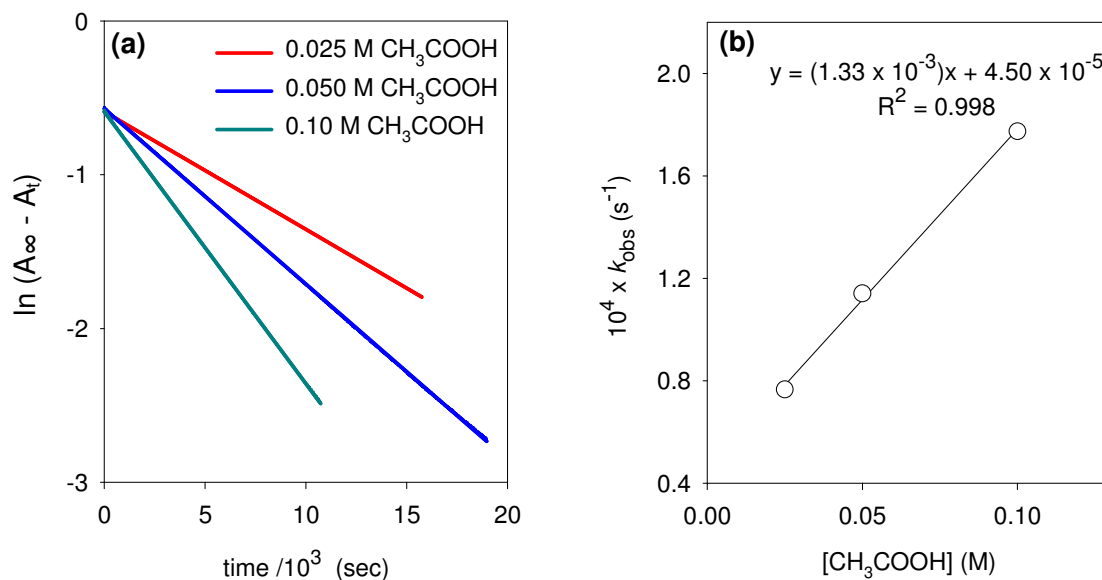 (a)
0.025 M CH₃COOH
0.050 M CH₃COOH
0.10 M CH₃COOH
ln (A∞ - Aₜ)
0
-1
-2
-3
0 5 10 15 20
time /10³ (sec)
(b)
y = (1.33 x 10⁻³)x + 4.50 x 10⁻⁵
R² = 0.998
10⁴ x kobs (s⁻¹)
2.0
1.6
1.2
0.8
0.4
0.00 0.05 0.10
[CH₃COOH] (M)